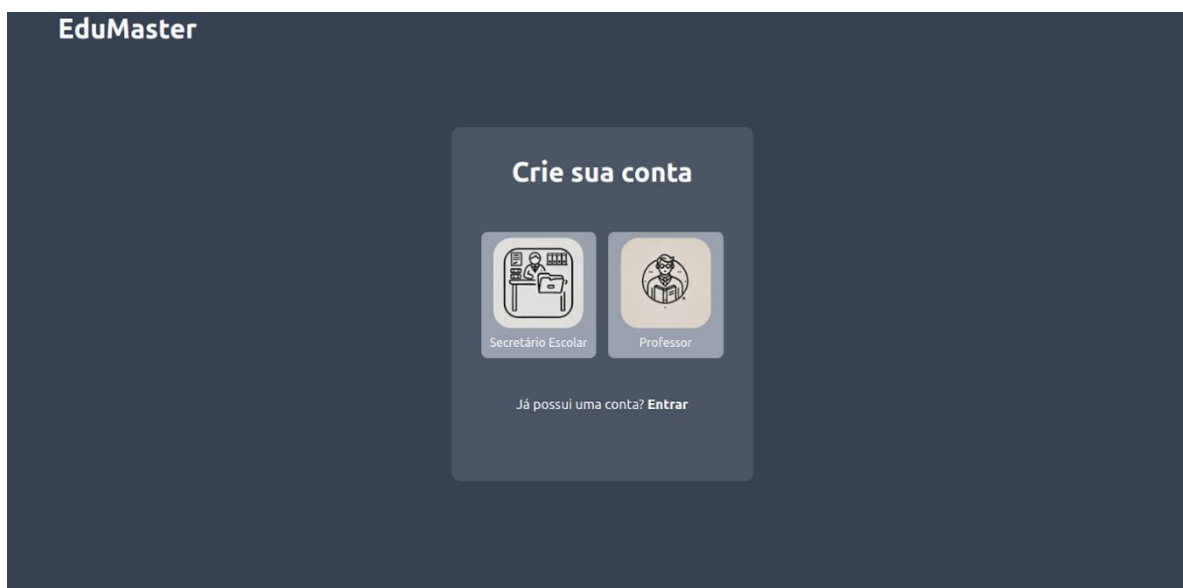 EduMaster
Crie sua conta
Secretário Escolar
Professor
Já possui uma conta? Entrar